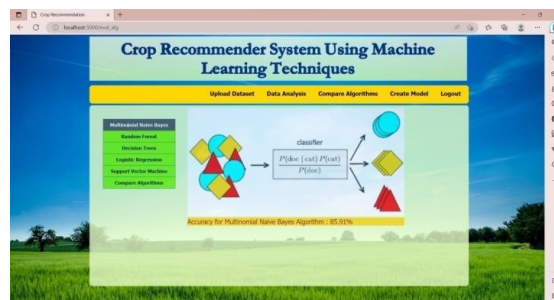 Crop Recommendation
localhost:5000/mnd_alg
Crop Recommender System Using Machine
Learning Techniques
Upload Dataset Data Analysis Compare Algorithms Create Model Logout
Multinomial Naive Bayes
Random Forest
Decision Trees
Logistic Regression
Support Vector Machine
Compare Algorithms
classifier
P(doc | cat) P(cat)
P(doc)
Accuracy for Multinomial Naive Bayes Algorithm : 85.91%